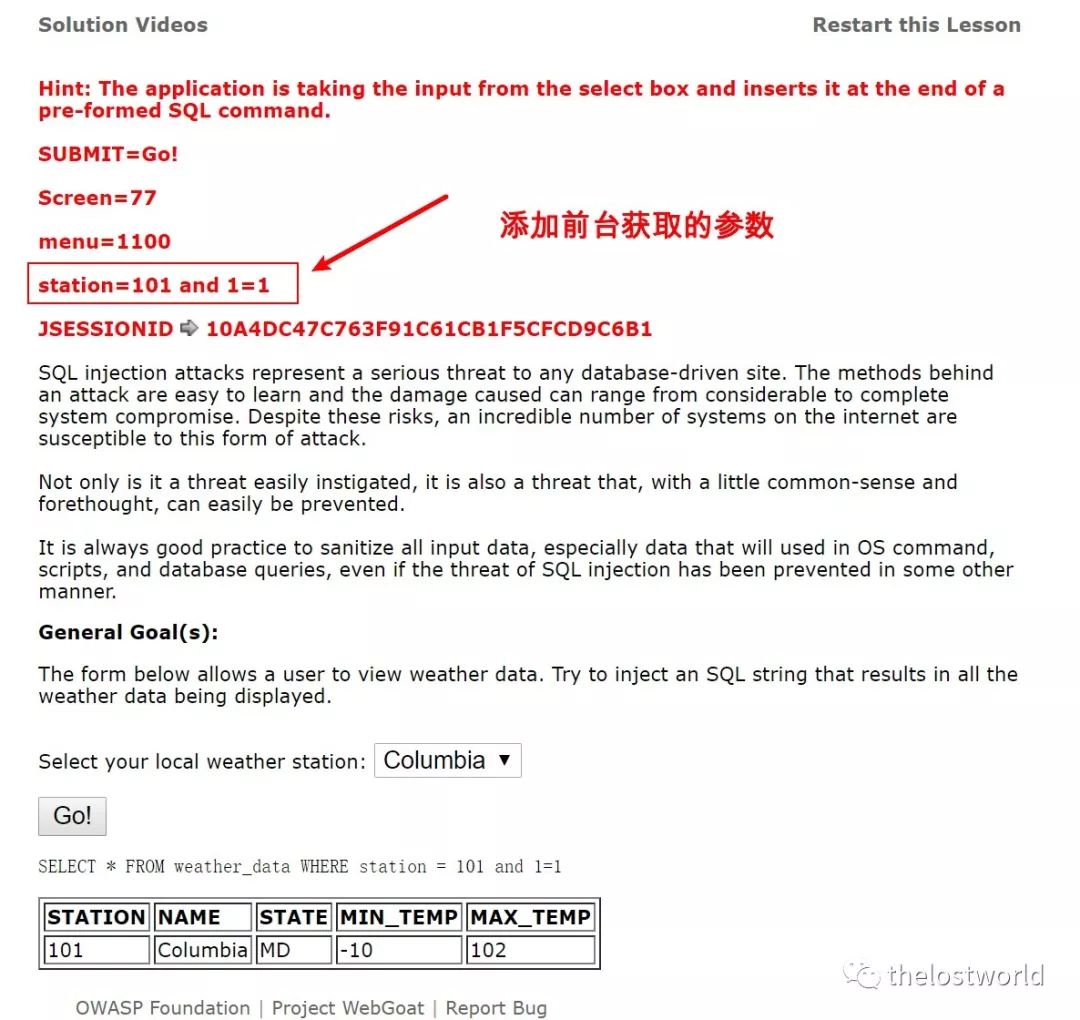 Solution Videos Restart this Lesson
Hint: The application is taking the input from the select box and inserts it at the end of a
pre-formed SQL command.
SUBMIT=Go!
Screen=77
添加前台获取的参数
menu=1100
station=101 and 1=1
JSESSIONID ⇨ 10A4DC47C763F91C61CB1F5CFCD9C6B1
SQL injection attacks represent a serious threat to any database-driven site. The methods behind
an attack are easy to learn and the damage caused can range from considerable to complete
system compromise. Despite these risks, an incredible number of systems on the internet are
susceptible to this form of attack.
Not only is it a threat easily instigated, it is also a threat that, with a little common-sense and
forethought, can easily be prevented.
It is always good practice to sanitize all input data, especially data that will used in OS command,
scripts, and database queries, even if the threat of SQL injection has been prevented in some other
manner.
General Goal(s):
The form below allows a user to view weather data. Try to inject an SQL string that results in all the
weather data being displayed.
Select your local weather station: Columbia ▼
Go!
SELECT * FROM weather_data WHERE station = 101 and 1=1
STATION NAME STATE MIN_TEMP MAX_TEMP
101 Columbia MD -10 102
thelostworld
OWASP Foundation | Project WebGoat | Report Bug